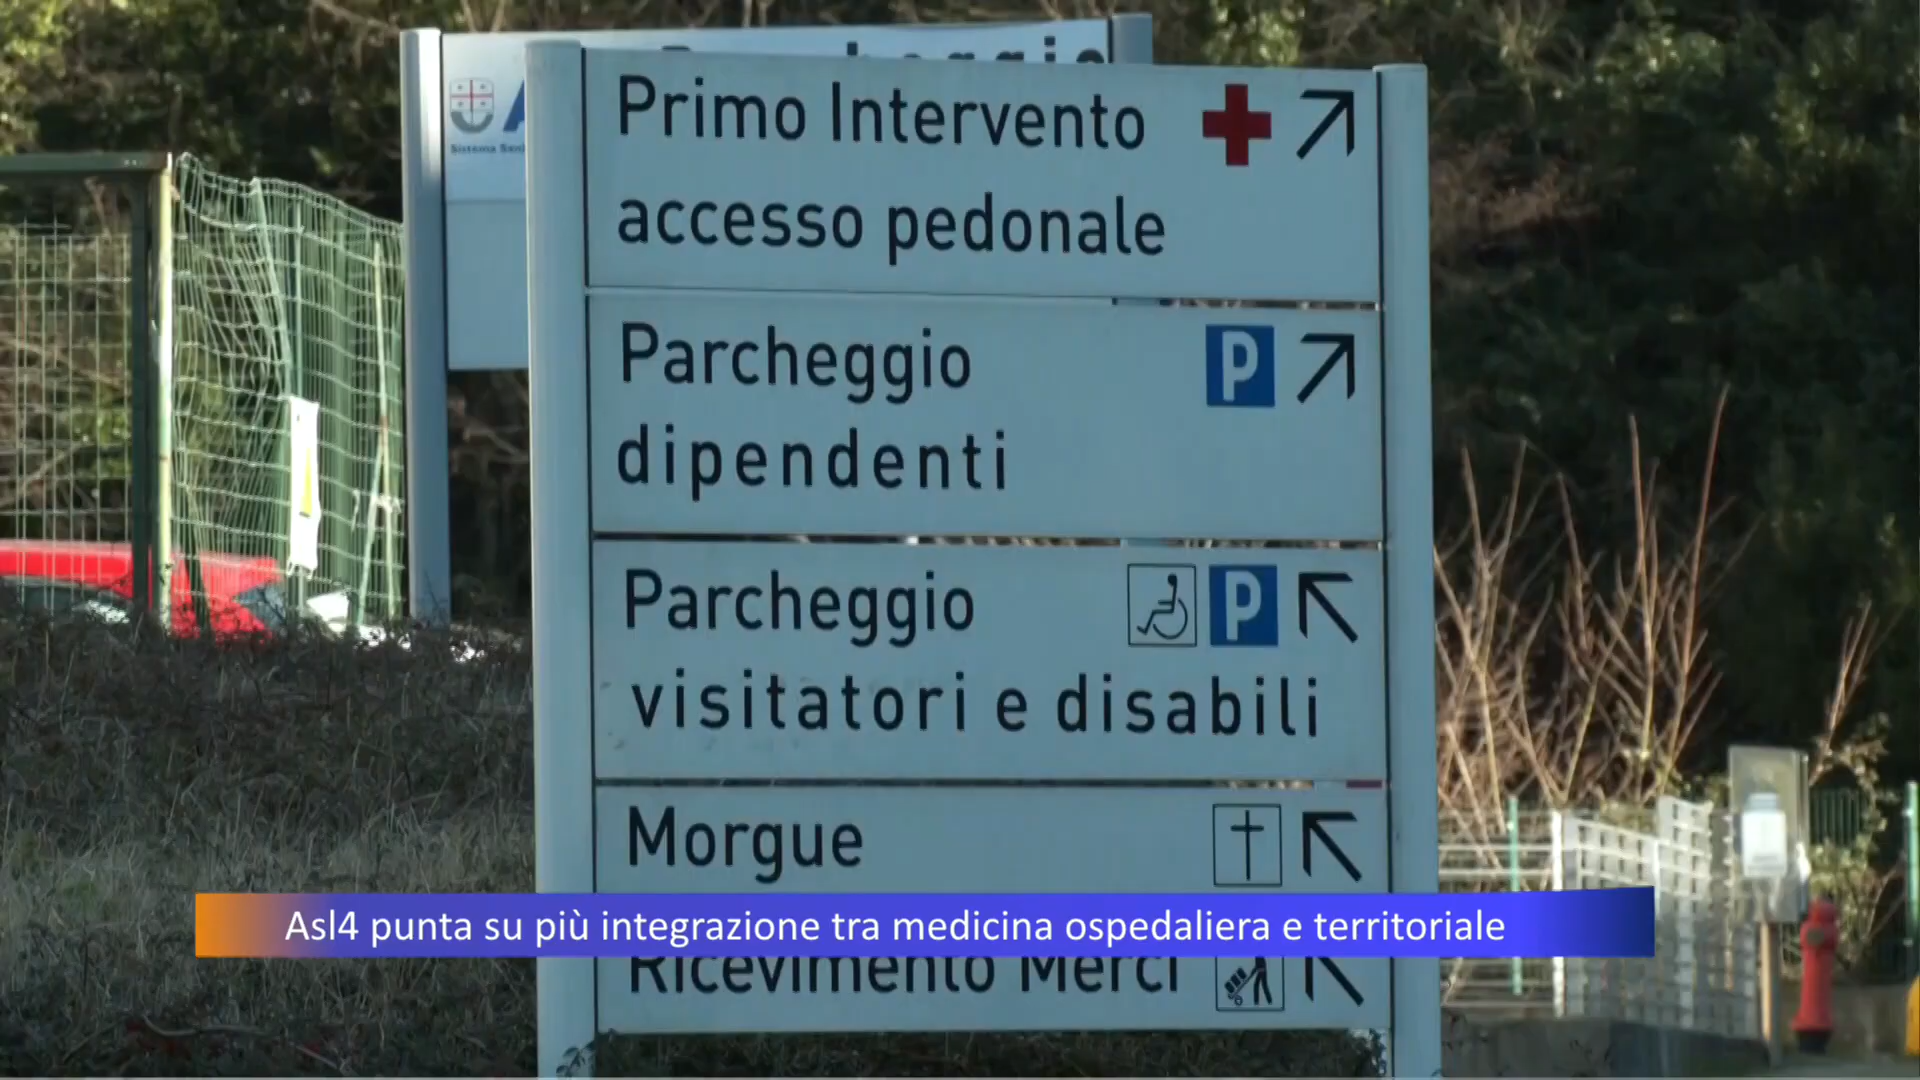 Primo Intervento
accesso pedonale
P
Parcheggio
dipendenti
P
Parcheggio
visitatori e disabili
Morgue
Asl4 punta su più integrazione tra medicina ospedaliera e territoriale
Ricevimento Merci